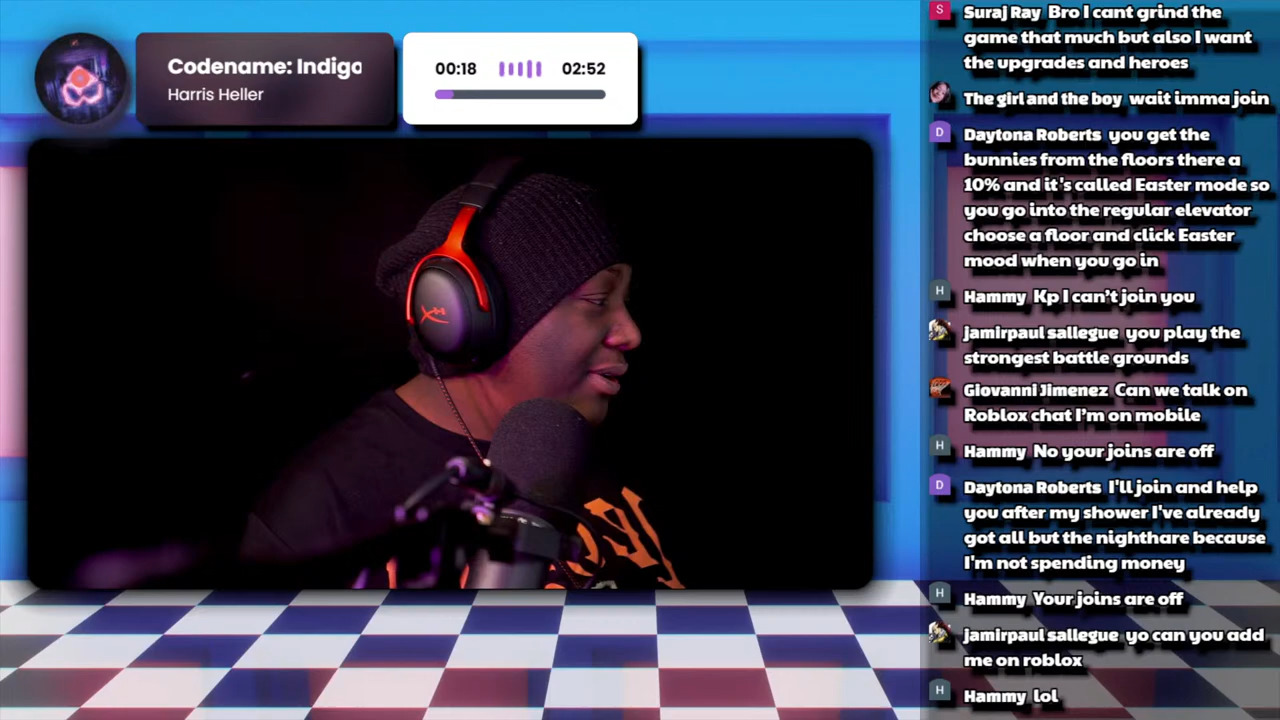 Codename: Indigo
Harris Heller
00:18
02:52
S
Suraj Ray Bro I cant grind the
game that much but also I want
the upgrades and heroes
The girl and the boy wait imma join
D
Daytona Roberts you get the
bunnies from the floors there a
10% and it's called Easter mode so
you go into the regular elevator
choose a floor and click Easter
mood when you go in
H
Hammy Kp I can't join you
jamirpaul sallegue you play the
strongest battle grounds
Giovanni Jimenez Can we talk on
Roblox chat I'm on mobile
H
Hammy No your joins are off
D
Daytona Roberts I'll join and help
you after my shower I've already
got all but the nighthare because
I'm not spending money
H
Hammy Your joins are off
jamirpaul sallegue yo can you add
me on roblox
H
Hammy lol